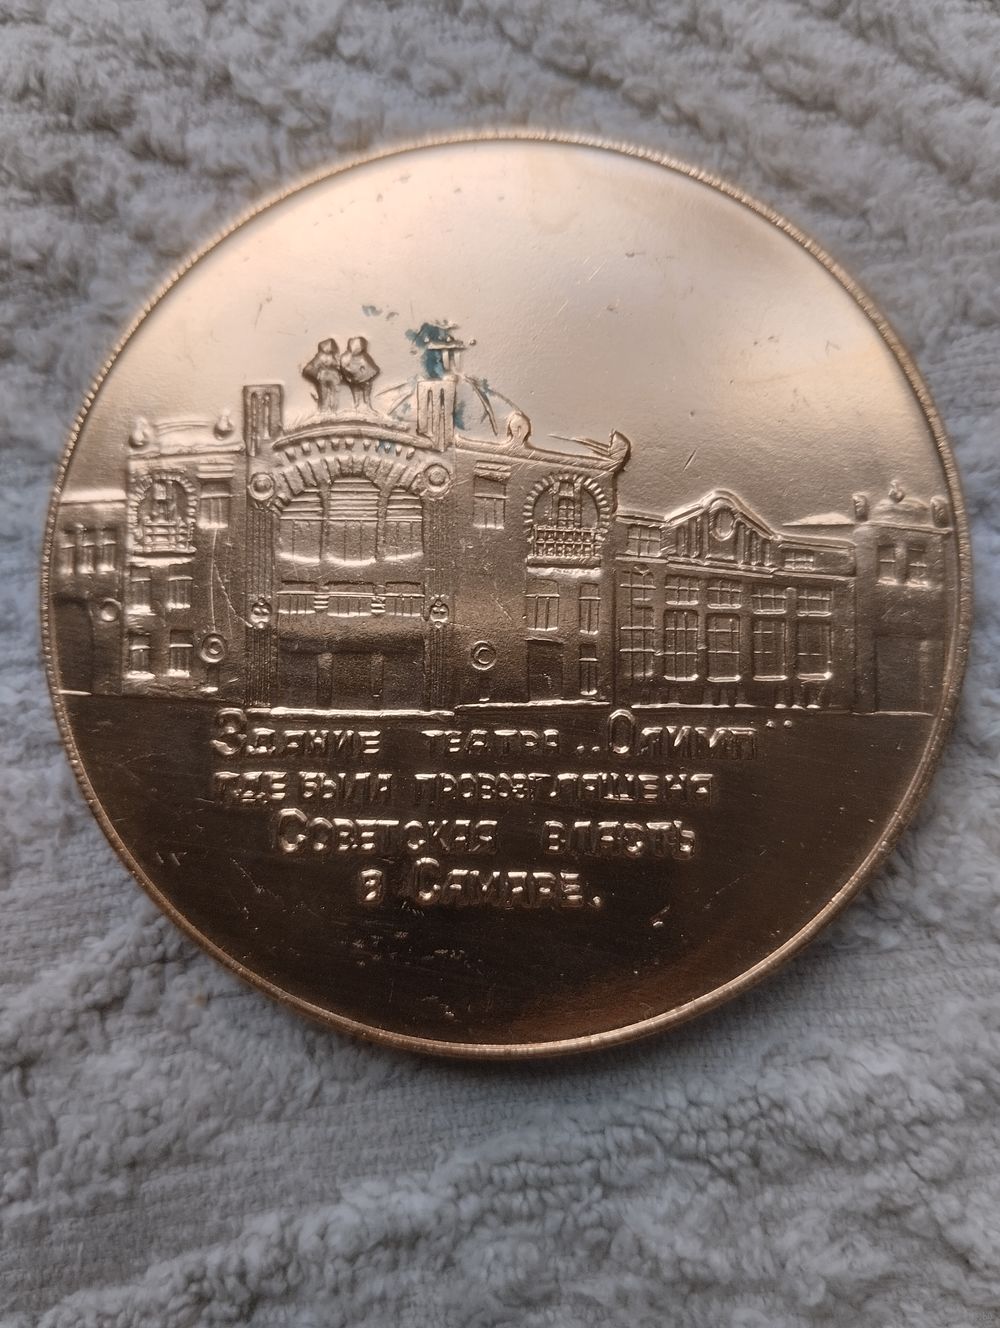 Здание театра „Олимп“
где была провозглашена
Советская власть
в Самаре.